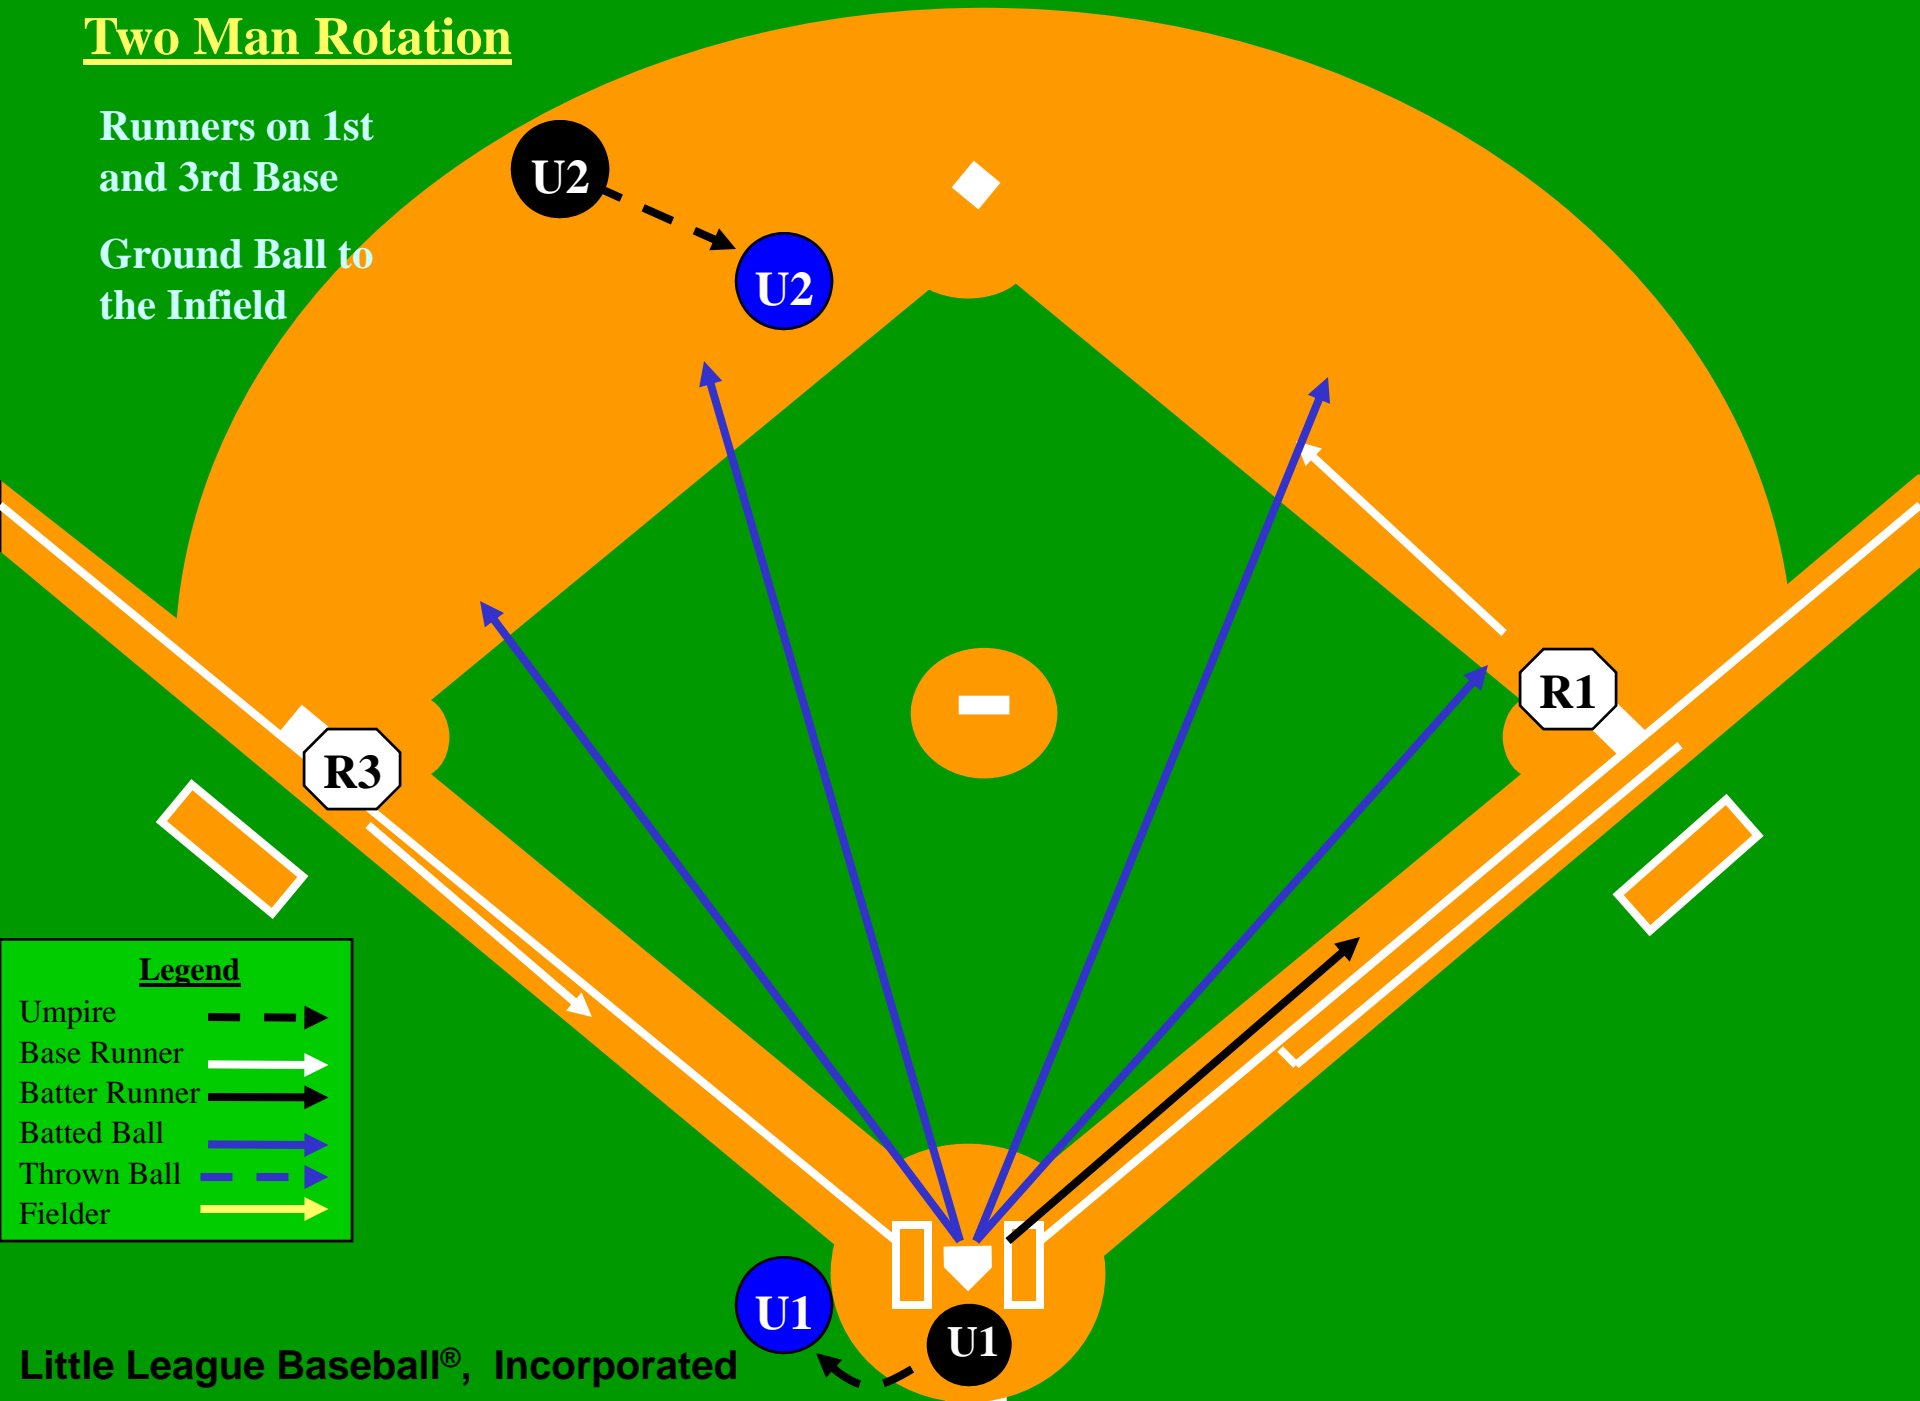 Two Man Rotation
Runners on 1st
and 3rd Base
Ground Ball to
the Infield
U2
U2
R1
R3
Legend
Umpire
Base Runner
Batter Runner
Batted Ball
Thrown Ball
Fielder
U1
U1
Little League Baseball®, Incorporated